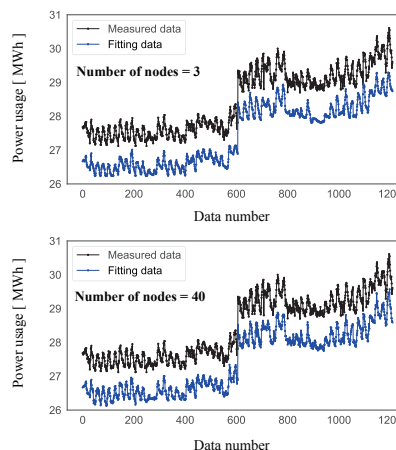 Power usage [ MWh ]
31
30
29
28
27
26
Measured data
Fitting data
Number of nodes = 3
0 200 400 600 800 1000 120
Data number
Power usage [ MWh ]
31
30
29
28
27
26
Measured data
Fitting data
Number of nodes = 40
0 200 400 600 800 1000 120
Data number